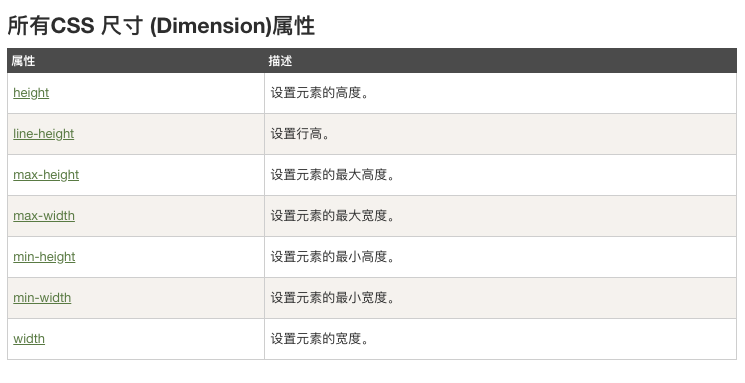 所有CSS 尺寸 (Dimension)属性
属性 描述
height 设置元素的高度。
line-height 设置行高。
max-height 设置元素的最大高度。
max-width 设置元素的最大宽度。
min-height 设置元素的最小高度。
min-width 设置元素的最小宽度。
width 设置元素的宽度。